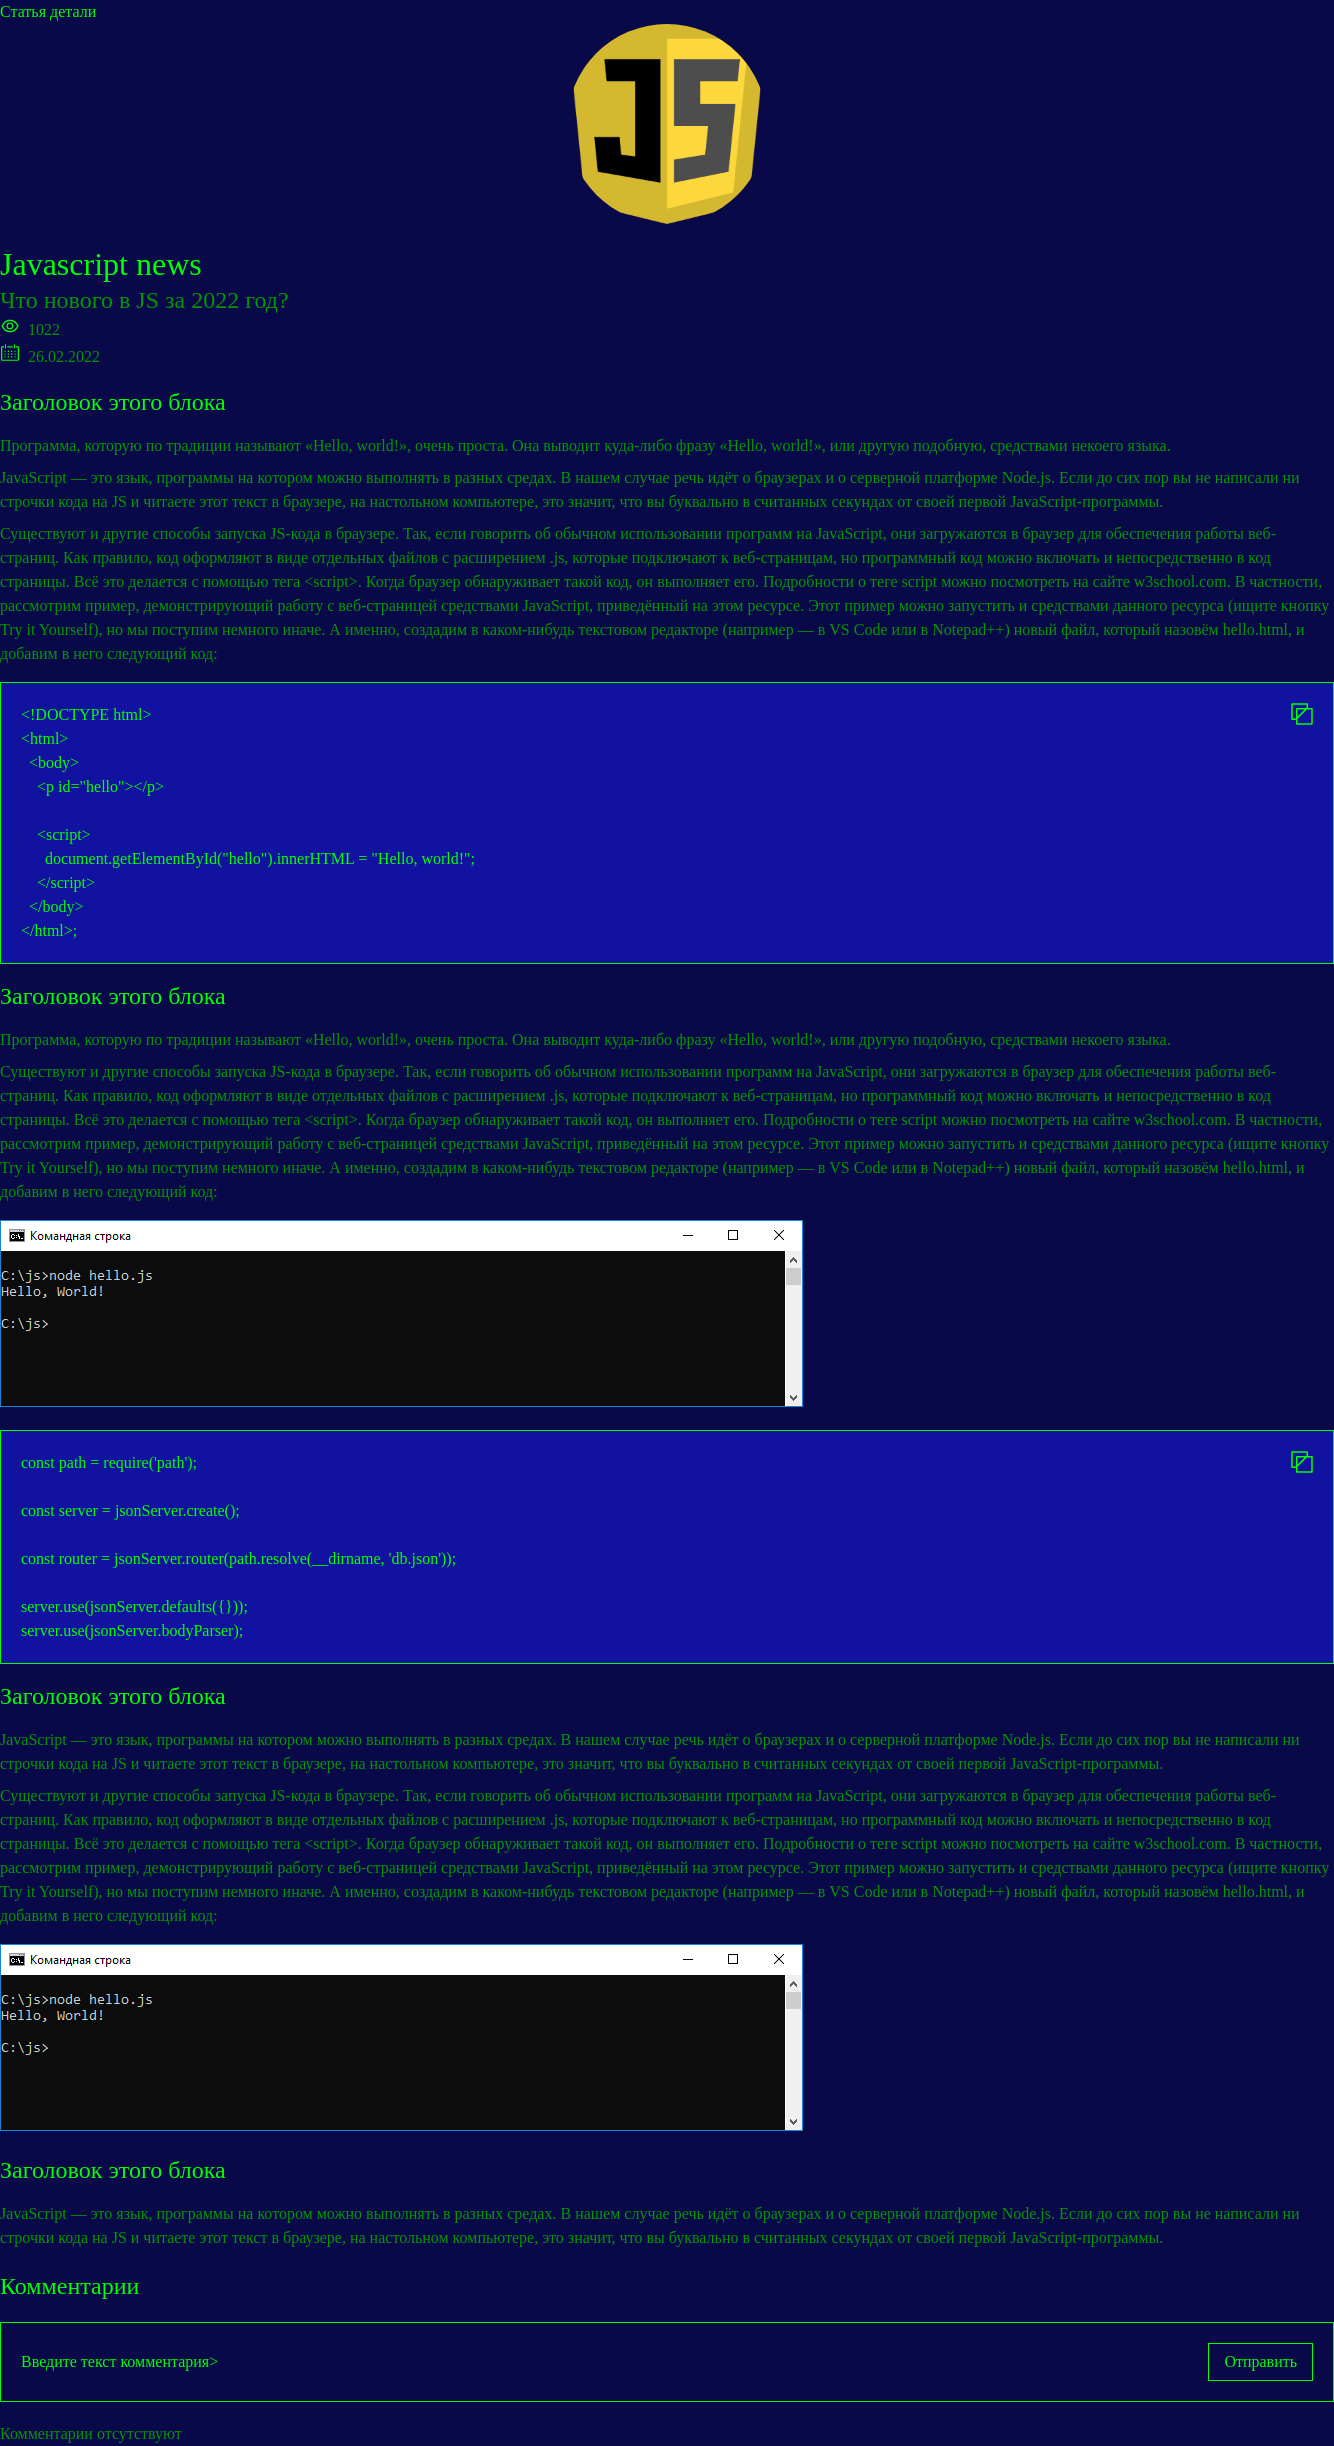 Статья детали
JS
Javascript news
Что нового в JS за 2022 год?
1022
26.02.2022
Заголовок этого блока
Программа, которую по традиции называют «Hello, world!», очень проста. Она выводит куда-либо фразу «Hello, world!», или другую подобную, средствами некоего языка.
JavaScript — это язык, программы на котором можно выполнять в разных средах. В нашем случае речь идёт о браузерах и о серверной платформе Node.js. Если до сих пор вы не написали ни
строчки кода на JS и читаете этот текст в браузере, на настольном компьютере, это значит, что вы буквально в считанных секундах от своей первой JavaScript-программы.
Существуют и другие способы запуска JS-кода в браузере. Так, если говорить об обычном использовании программ на JavaScript, они загружаются в браузер для обеспечения работы веб-
страниц. Как правило, код оформляют в виде отдельных файлов с расширением .js, которые подключают к веб-страницам, но программный код можно включать и непосредственно в код
страницы. Всё это делается с помощью тега <script>. Когда браузер обнаруживает такой код, он выполняет его. Подробности о теге script можно посмотреть на сайте w3school.com. В частности,
рассмотрим пример, демонстрирующий работу с веб-страницей средствами JavaScript, приведённый на этом ресурсе. Этот пример можно запустить и средствами данного ресурса (ищите кнопку
Try it Yourself), но мы поступим немного иначе. А именно, создадим в каком-нибудь текстовом редакторе (например — в VS Code или в Notepad++) новый файл, который назовём hello.html, и
добавим в него следующий код:
<!DOCTYPE html>
<html>
  <body>
    <p id="hello"></p>

    <script>
      document.getElementById("hello").innerHTML = "Hello, world!";
    </script>
  </body>
</html>;
Заголовок этого блока
Программа, которую по традиции называют «Hello, world!», очень проста. Она выводит куда-либо фразу «Hello, world!», или другую подобную, средствами некоего языка.
Существуют и другие способы запуска JS-кода в браузере. Так, если говорить об обычном использовании программ на JavaScript, они загружаются в браузер для обеспечения работы веб-
страниц. Как правило, код оформляют в виде отдельных файлов с расширением .js, которые подключают к веб-страницам, но программный код можно включать и непосредственно в код
страницы. Всё это делается с помощью тега <script>. Когда браузер обнаруживает такой код, он выполняет его. Подробности о теге script можно посмотреть на сайте w3school.com. В частности,
рассмотрим пример, демонстрирующий работу с веб-страницей средствами JavaScript, приведённый на этом ресурсе. Этот пример можно запустить и средствами данного ресурса (ищите кнопку
Try it Yourself), но мы поступим немного иначе. А именно, создадим в каком-нибудь текстовом редакторе (например — в VS Code или в Notepad++) новый файл, который назовём hello.html, и
добавим в него следующий код:
Командная строка
C:\js>node hello.js
Hello, World!
C:\js>
const path = require('path');

const server = jsonServer.create();

const router = jsonServer.router(path.resolve(__dirname, 'db.json'));

server.use(jsonServer.defaults({}));
server.use(jsonServer.bodyParser);
Заголовок этого блока
JavaScript — это язык, программы на котором можно выполнять в разных средах. В нашем случае речь идёт о браузерах и о серверной платформе Node.js. Если до сих пор вы не написали ни
строчки кода на JS и читаете этот текст в браузере, на настольном компьютере, это значит, что вы буквально в считанных секундах от своей первой JavaScript-программы.
Существуют и другие способы запуска JS-кода в браузере. Так, если говорить об обычном использовании программ на JavaScript, они загружаются в браузер для обеспечения работы веб-
страниц. Как правило, код оформляют в виде отдельных файлов с расширением .js, которые подключают к веб-страницам, но программный код можно включать и непосредственно в код
страницы. Всё это делается с помощью тега <script>. Когда браузер обнаруживает такой код, он выполняет его. Подробности о теге script можно посмотреть на сайте w3school.com. В частности,
рассмотрим пример, демонстрирующий работу с веб-страницей средствами JavaScript, приведённый на этом ресурсе. Этот пример можно запустить и средствами данного ресурса (ищите кнопку
Try it Yourself), но мы поступим немного иначе. А именно, создадим в каком-нибудь текстовом редакторе (например — в VS Code или в Notepad++) новый файл, который назовём hello.html, и
добавим в него следующий код:
Командная строка
C:\js>node hello.js
Hello, World!
C:\js>
Заголовок этого блока
JavaScript — это язык, программы на котором можно выполнять в разных средах. В нашем случае речь идёт о браузерах и о серверной платформе Node.js. Если до сих пор вы не написали ни
строчки кода на JS и читаете этот текст в браузере, на настольном компьютере, это значит, что вы буквально в считанных секундах от своей первой JavaScript-программы.
Комментарии
Введите текст комментария>
Отправить
Комментарии отсутствуют